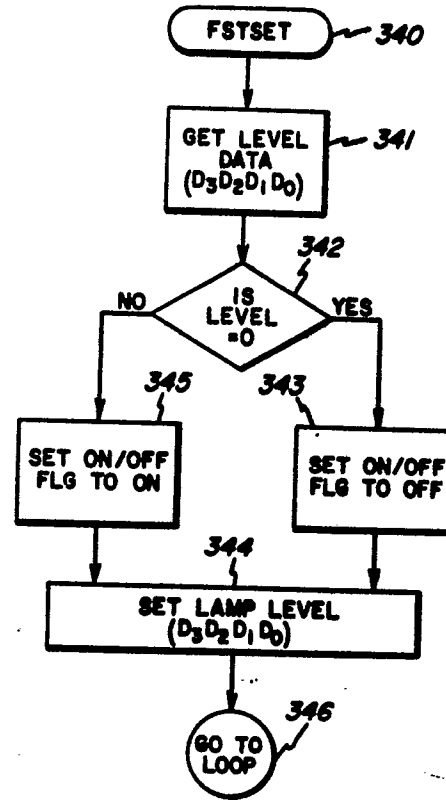 FSTSET
340
GET LEVEL
DATA
(D₃D₂D₁D₀)
341
342
IS
LEVEL
=0
NO
YES
345
343
SET ON/OFF
FLG TO ON
SET ON/OFF
FLG TO OFF
344
SET LAMP LEVEL
(D₃D₂D₁D₀)
346
GO TO
LOOP